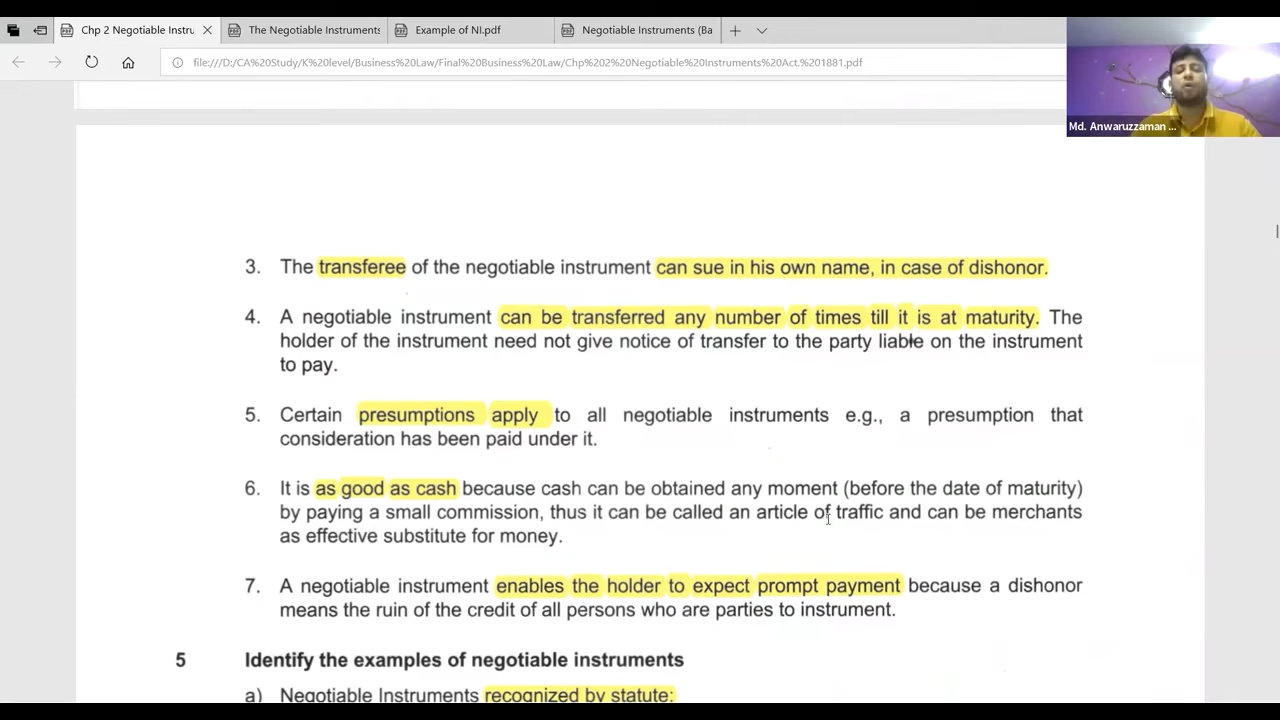 Chp 2 Negotiable Instru
The Negotiable Instruments
Example of NI.pdf
Negotiable Instruments (Ba
file:///D:/CA%20Study/K%20level/Business%20Law/Final%20Business%20Law/Chp%202%20Negotiable%20Instruments%20Act.%201881.pdf
Md. Anwaruzzaman ...
3. The transferee of the negotiable instrument can sue in his own name, in case of dishonor.
4. A negotiable instrument can be transferred any number of times till it is at maturity. The
holder of the instrument need not give notice of transfer to the party liable on the instrument
to pay.
5. Certain presumptions apply to all negotiable instruments e.g., a presumption that
consideration has been paid under it.
6. It is as good as cash because cash can be obtained any moment (before the date of maturity)
by paying a small commission, thus it can be called an article of traffic and can be merchants
as effective substitute for money.
7. A negotiable instrument enables the holder to expect prompt payment because a dishonor
means the ruin of the credit of all persons who are parties to instrument.
5 Identify the examples of negotiable instruments
a) Negotiable Instruments recognized by statute: